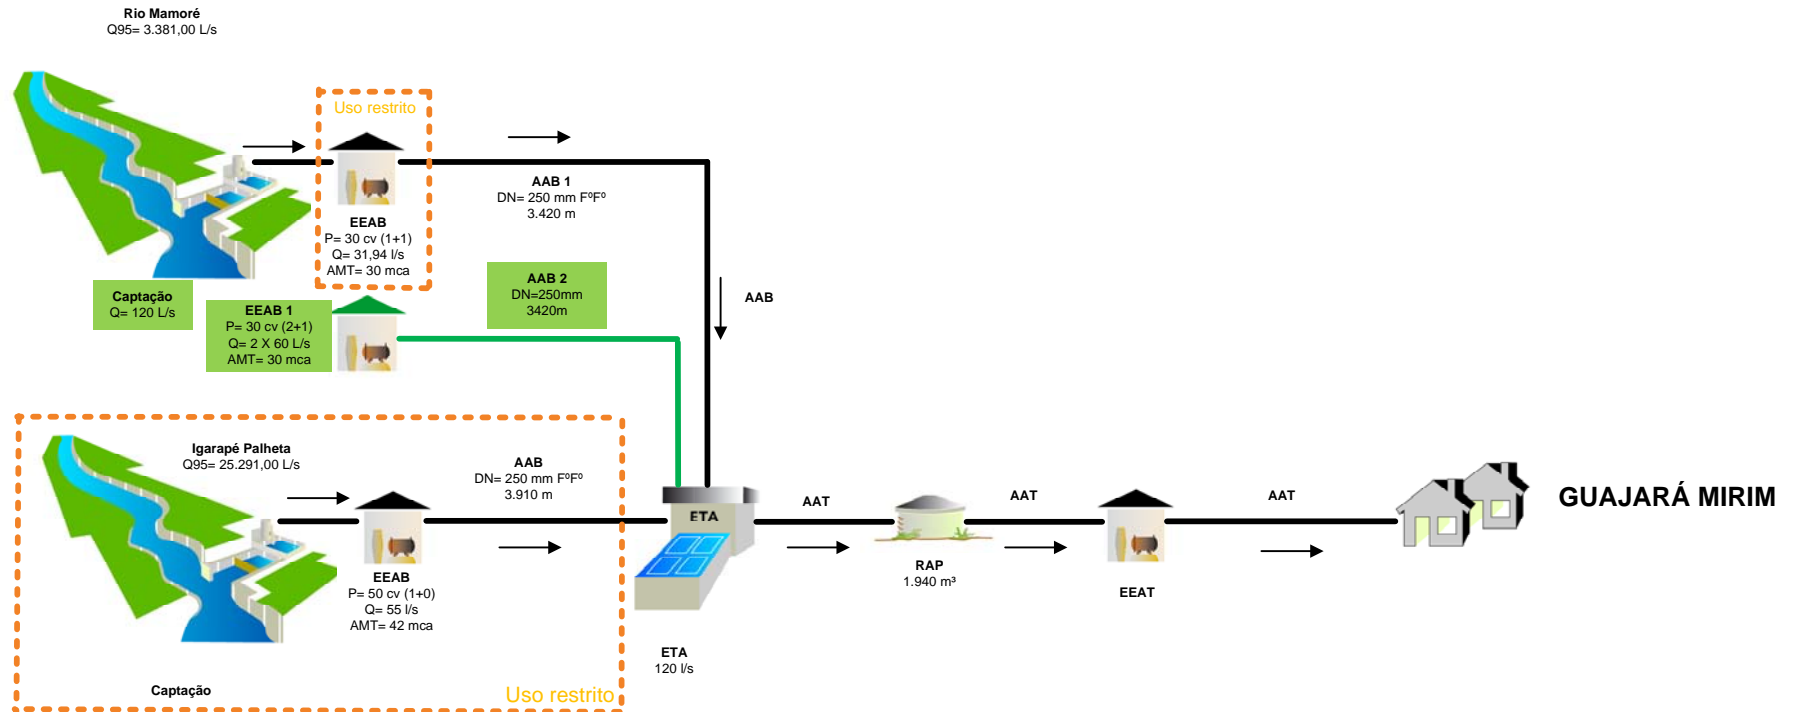 Rio Mamoré
Q95= 3.381,00 L/s
Uso restrito
EEAB
P= 30 cv (1+1)
Q= 31,94 l/s
AMT= 30 mca
AAB 1
DN= 250 mm FºFº
3.420 m
Captação
Q= 120 L/s
EEAB 1
P= 30 cv (2+1)
Q= 2 X 60 L/s
AMT= 30 mca
AAB 2
DN=250mm
3420m
AAB
Igarapé Palheta
Q95= 25.291,00 L/s
EEAB
P= 50 cv (1+0)
Q= 55 l/s
AMT= 42 mca
AAB
DN= 250 mm FºFº
3.910 m
Captação
Uso restrito
ETA
ETA
120 l/s
AAT
RAP
1.940 m³
AAT
EEAT
AAT
GUAJARÁ MIRIM